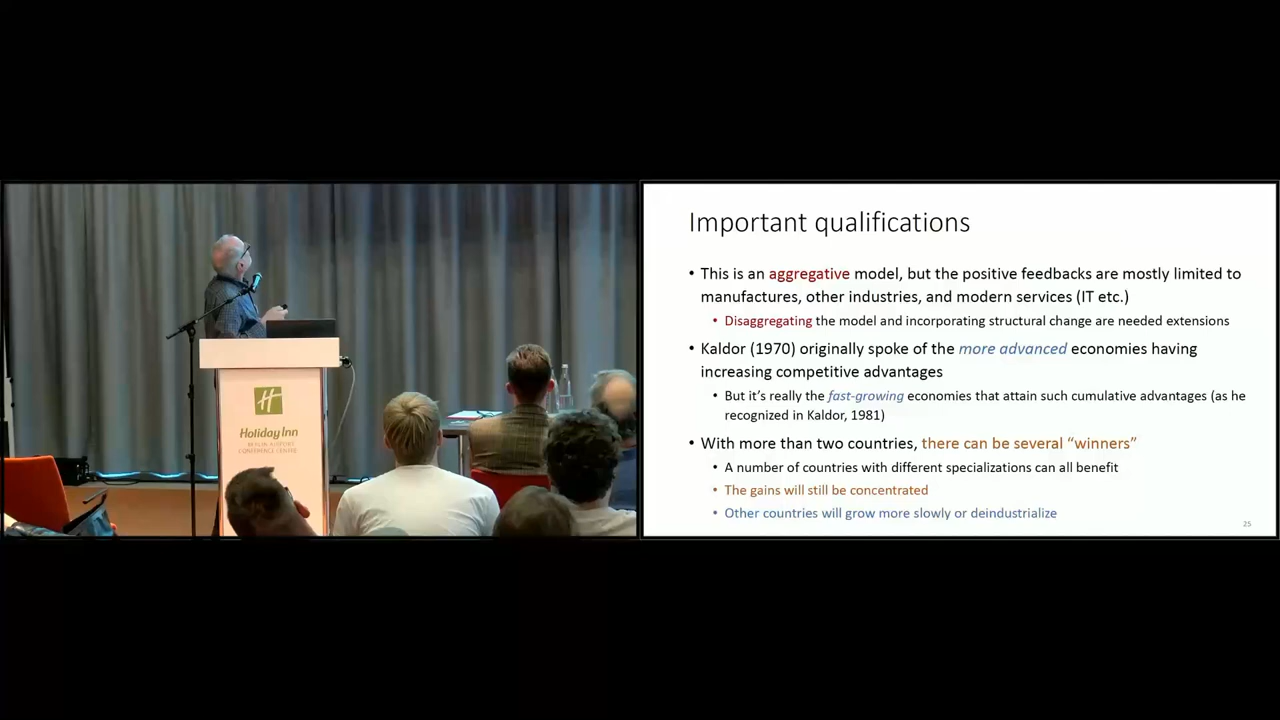 Holiday Inn
BERLIN AIRPORT
CONFERENCE CENTER
Important qualifications
• This is an aggregative model, but the positive feedbacks are mostly limited to
manufactures, other industries, and modern services (IT etc.)
• Disaggregating the model and incorporating structural change are needed extensions
• Kaldor (1970) originally spoke of the more advanced economies having
increasing competitive advantages
• But it’s really the fast-growing economies that attain such cumulative advantages (as he
recognized in Kaldor, 1981)
• With more than two countries, there can be several “winners”
• A number of countries with different specializations can all benefit
• The gains will still be concentrated
• Other countries will grow more slowly or deindustrialize
25